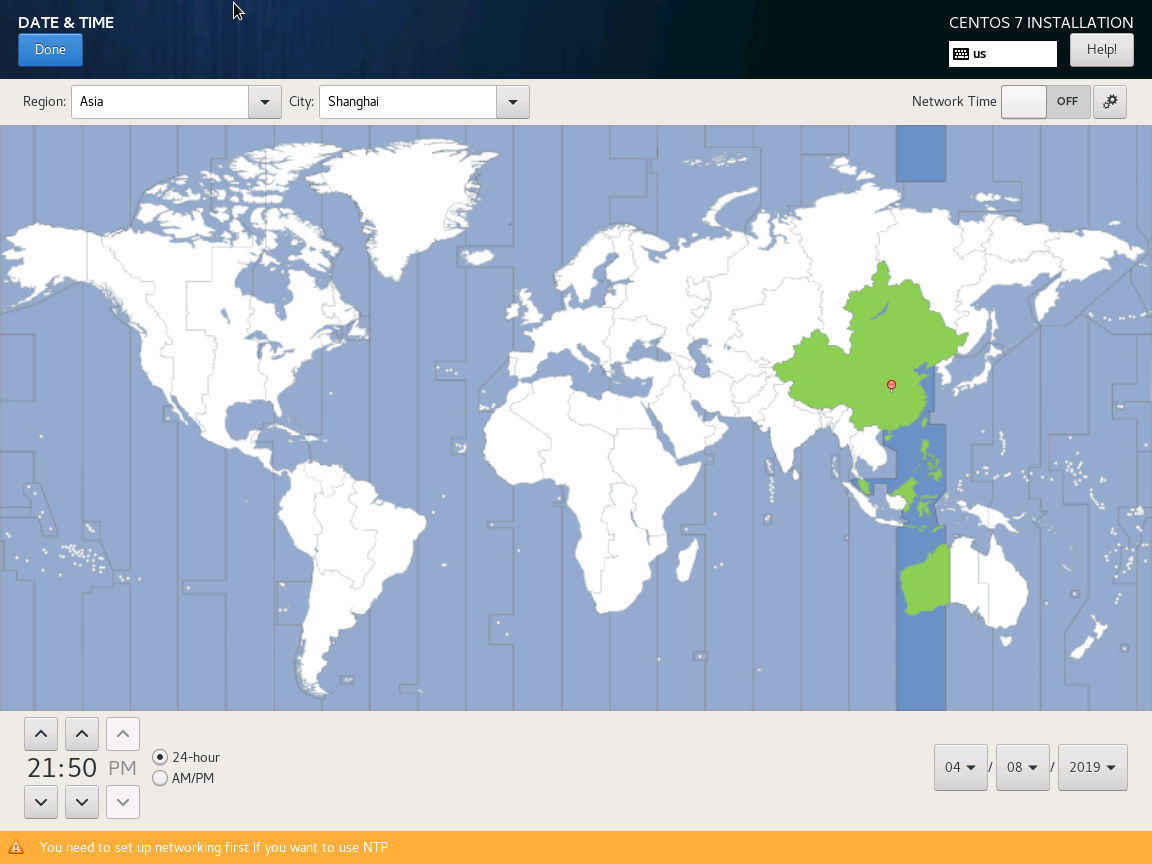 DATE & TIME
CENTOS 7 INSTALLATION
Done
us
Help!
Region: Asia
City: Shanghai
Network Time OFF
21:50 PM
24-hour
AM/PM
04 / 08 / 2019
You need to set up networking first if you want to use NTP